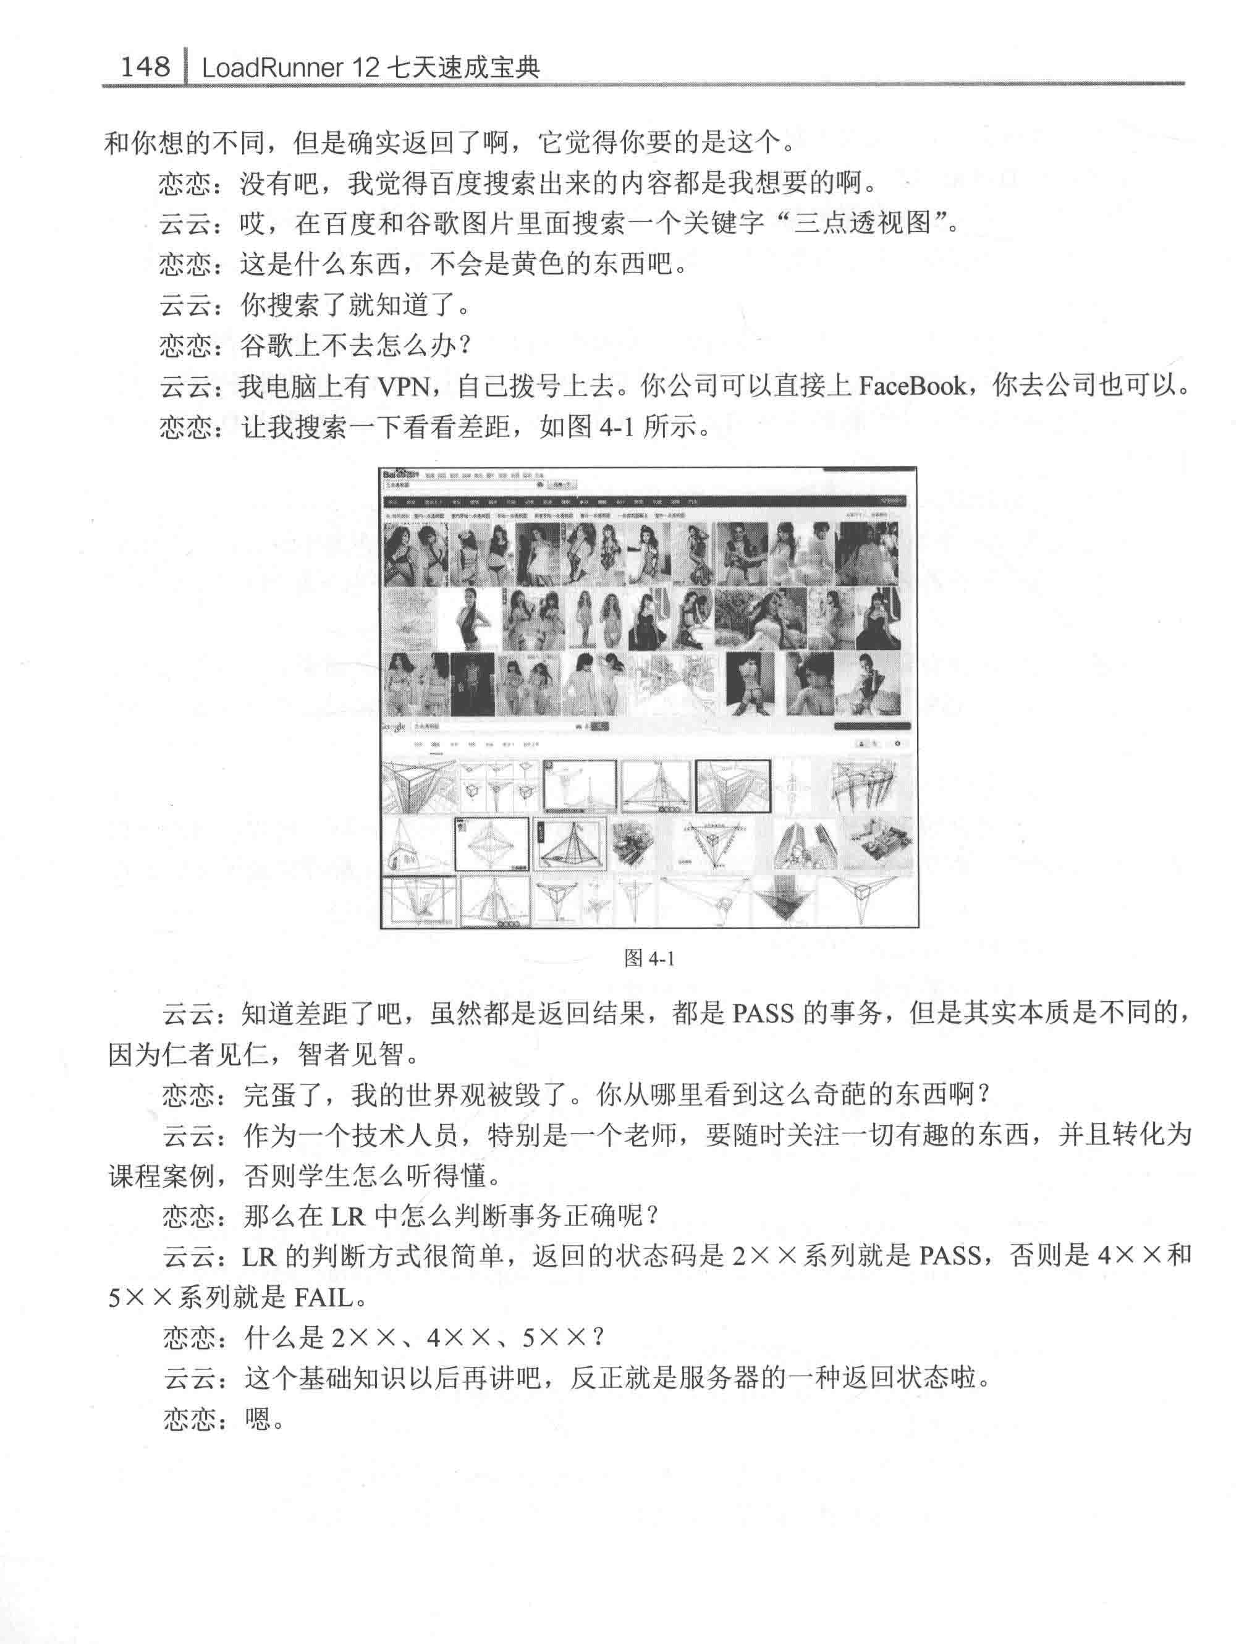 148 LoadRunner 12 七天速成宝典
和你想的不同，但是确实返回了啊，它觉得你要的是这个。
恋恋：没有吧，我觉得百度搜索出来的内容都是我想要的啊。
云云：哎，在百度和谷歌图片里面搜索一个关键字“三点透视图”。
恋恋：这是什么东西，不会是黄色的东西吧。
云云：你搜索了就知道了。
恋恋：谷歌上不去怎么办？
云云：我电脑上有 VPN，自己拨号上去。你公司可以直接上 FaceBook，你去公司也可以。
恋恋：让我搜索一下看看差距，如图 4-1 所示。
图 4-1
云云：知道差距了吧，虽然都是返回结果，都是 PASS 的事务，但是其实本质是不同的，
因为仁者见仁，智者见智。
恋恋：完蛋了，我的世界观被毁了。你从哪里看到这么奇葩的东西啊？
云云：作为一个技术人员，特别是一个老师，要随时关注一切有趣的东西，并且转化为
课程案例，否则学生怎么听得懂。
恋恋：那么在 LR 中怎么判断事务正确呢？
云云：LR 的判断方式很简单，返回的状态码是 2××系列就是 PASS，否则是 4××和
5××系列就是 FAIL。
恋恋：什么是 2××、4××、5××？
云云：这个基础知识以后再讲吧，反正就是服务器的一种返回状态啦。
恋恋：嗯。